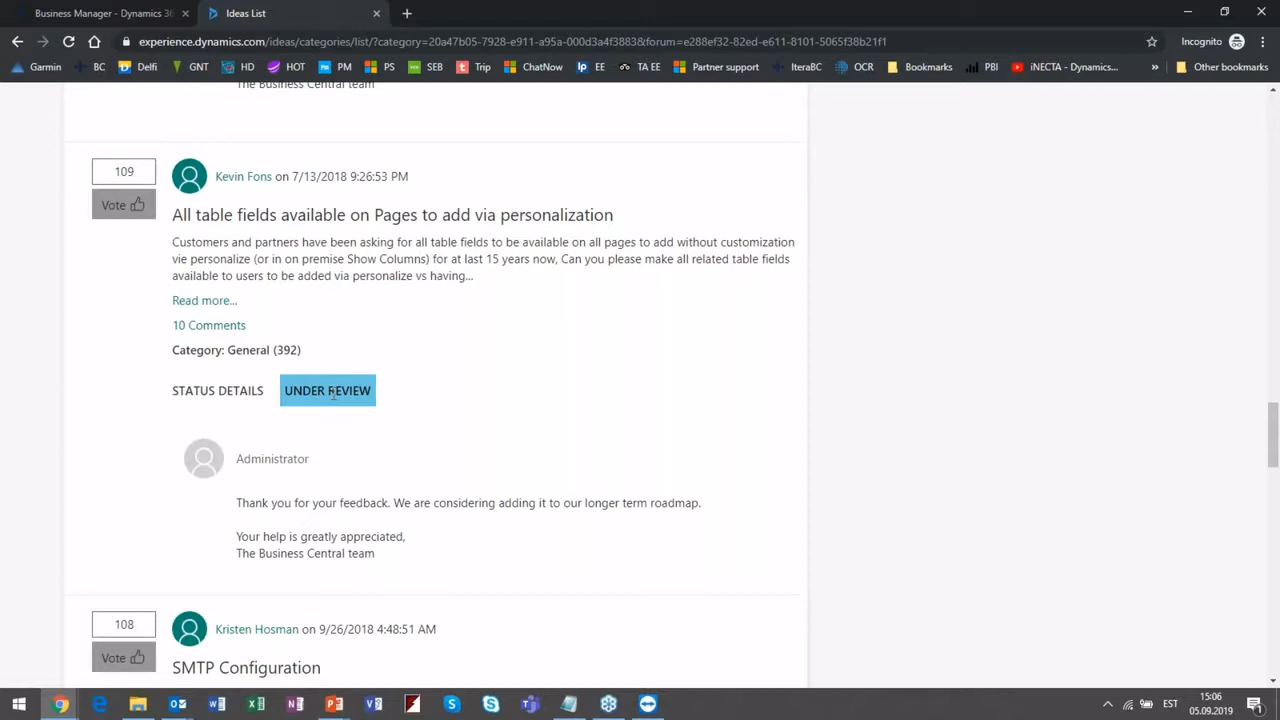 Business Manager - Dynamics 36
Ideas List
experience.dynamics.com/ideas/categories/list/?category=20a47b05-7928-e911-a95a-000d3a4f3883&forum=e288ef32-82ed-e611-8101-5065f38b21f1
Incognito
Garmin
BC
Delfi
GNT
HD
HOT
PM
PS
SEB
Trip
ChatNow
EE
TA EE
Partner support
IteraBC
OCR
Bookmarks
PBI
iNECTA - Dynamics...
»
Other bookmarks
The Business Central team
109
Vote
Kevin Fons on 7/13/2018 9:26:53 PM
All table fields available on Pages to add via personalization
Customers and partners have been asking for all table fields to be available on all pages to add without customization
vie personalize (or in on premise Show Columns) for at last 15 years now, Can you please make all related table fields
available to users to be added via personalize vs having...
Read more...
10 Comments
Category: General (392)
STATUS DETAILS
UNDER REVIEW
Administrator
Thank you for your feedback. We are considering adding it to our longer term roadmap.
Your help is greatly appreciated,
The Business Central team
108
Vote
Kristen Hosman on 9/26/2018 4:48:51 AM
SMTP Configuration
EST
15:06
05.09.2019